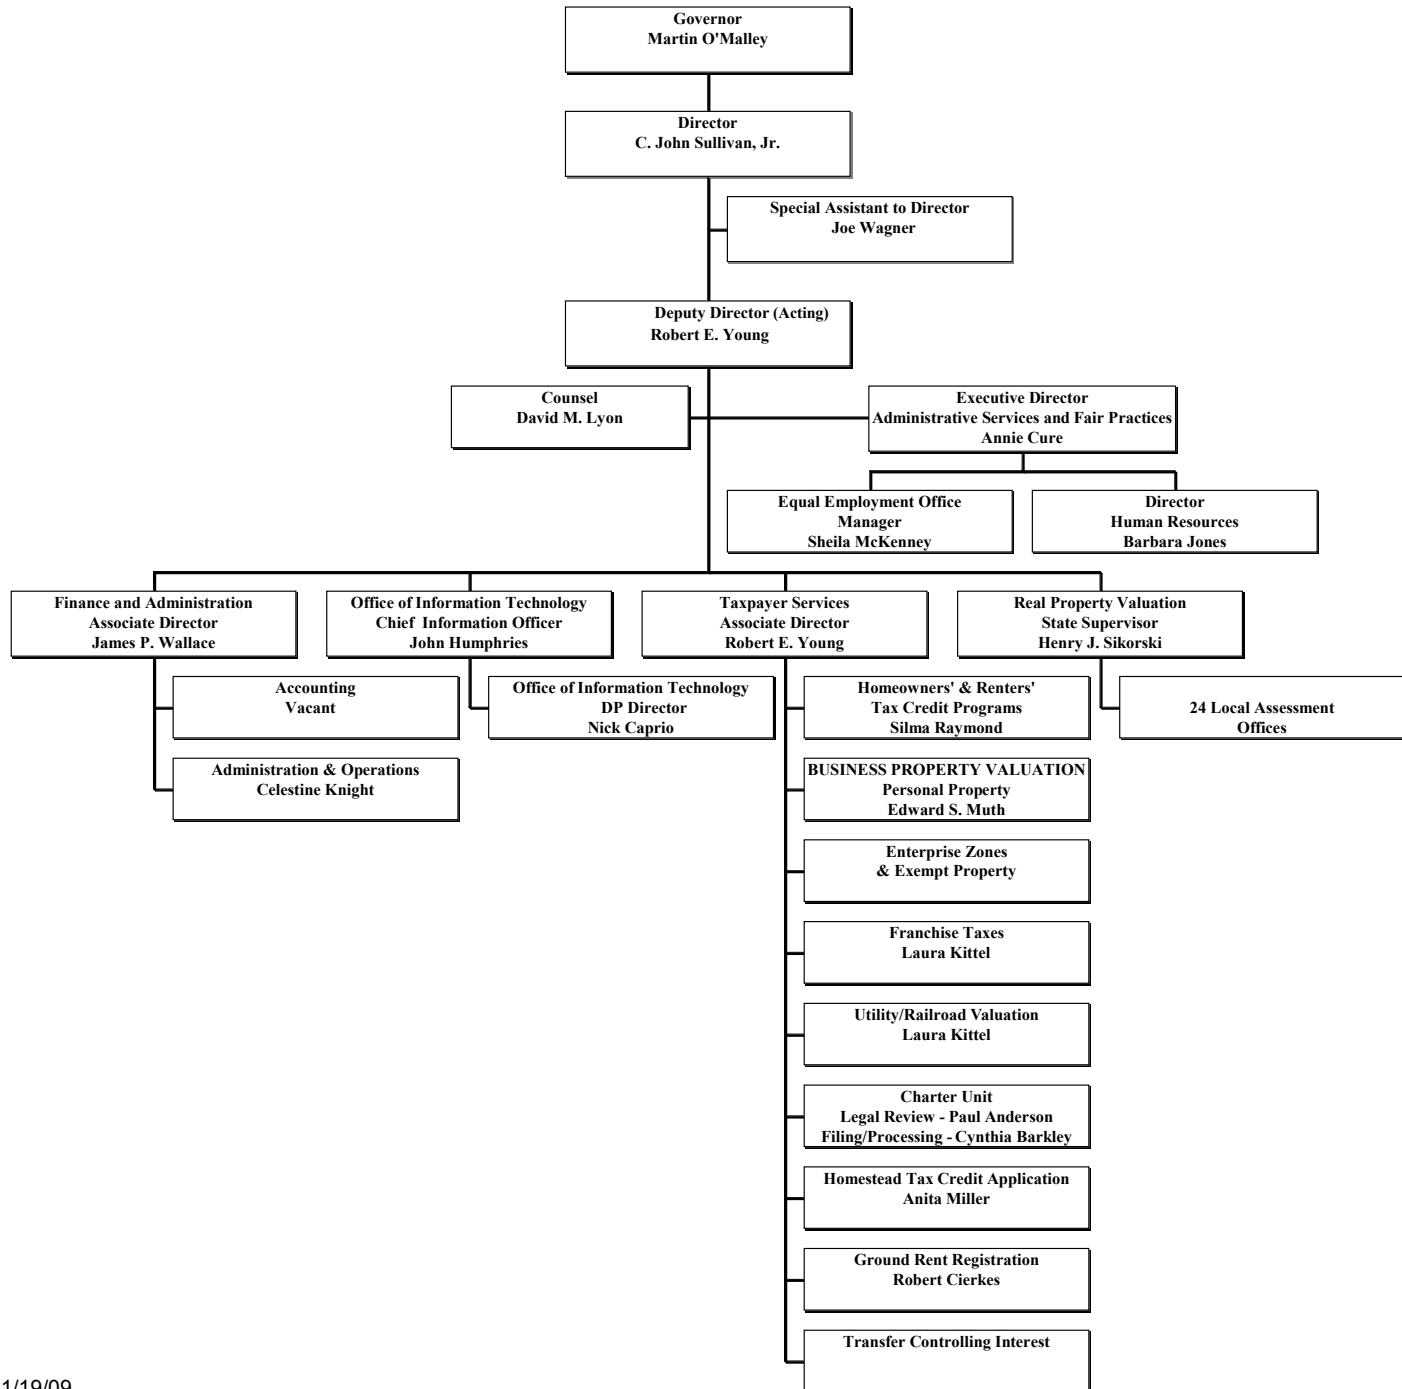 Governor
Martin O'Malley
Director
C. John Sullivan, Jr.
Special Assistant to Director
Joe Wagner
Deputy Director (Acting)
Robert E. Young
Counsel
David M. Lyon
Executive Director
Administrative Services and Fair Practices
Annie Cure
Equal Employment Office
Manager
Sheila McKenney
Director
Human Resources
Barbara Jones
Finance and Administration
Associate Director
James P. Wallace
Office of Information Technology
Chief Information Officer
John Humphries
Taxpayer Services
Associate Director
Robert E. Young
Real Property Valuation
State Supervisor
Henry J. Sikorski
Accounting
Vacant
Office of Information Technology
DP Director
Nick Caprio
Homeowners' & Renters'
Tax Credit Programs
Silma Raymond
24 Local Assessment
Offices
Administration & Operations
Celestine Knight
BUSINESS PROPERTY VALUATION
Personal Property
Edward S. Muth
Enterprise Zones
& Exempt Property
Franchise Taxes
Laura Kittel
Utility/Railroad Valuation
Laura Kittel
Charter Unit
Legal Review - Paul Anderson
Filing/Processing - Cynthia Barkley
Homestead Tax Credit Application
Anita Miller
Ground Rent Registration
Robert Cierkes
Transfer Controlling Interest
1/19/09